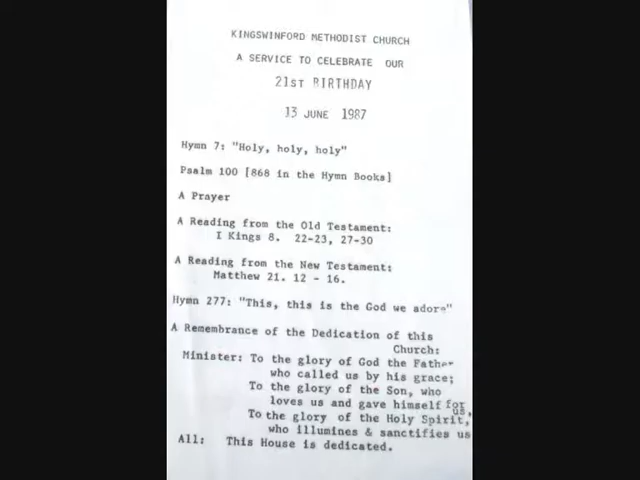 KINGSWINFORD METHODIST CHURCH
A SERVICE TO CELEBRATE OUR
21ST BIRTHDAY
13 JUNE 1987
Hymn 7: "Holy, holy, holy"
Psalm 100 [868 in the Hymn Books]
A Prayer
A Reading from the Old Testament:
I Kings 8. 22-23, 27-30
A Reading from the New Testament:
Matthew 21. 12 - 16.
Hymn 277: "This, this is the God we adore"
A Remembrance of the Dedication of this
Church:
Minister: To the glory of God the Father
who called us by his grace;
To the glory of the Son, who
loves us and gave himself for
us,
To the glory of the Holy Spirit,
who illumines & sanctifies us
All: This House is dedicated.